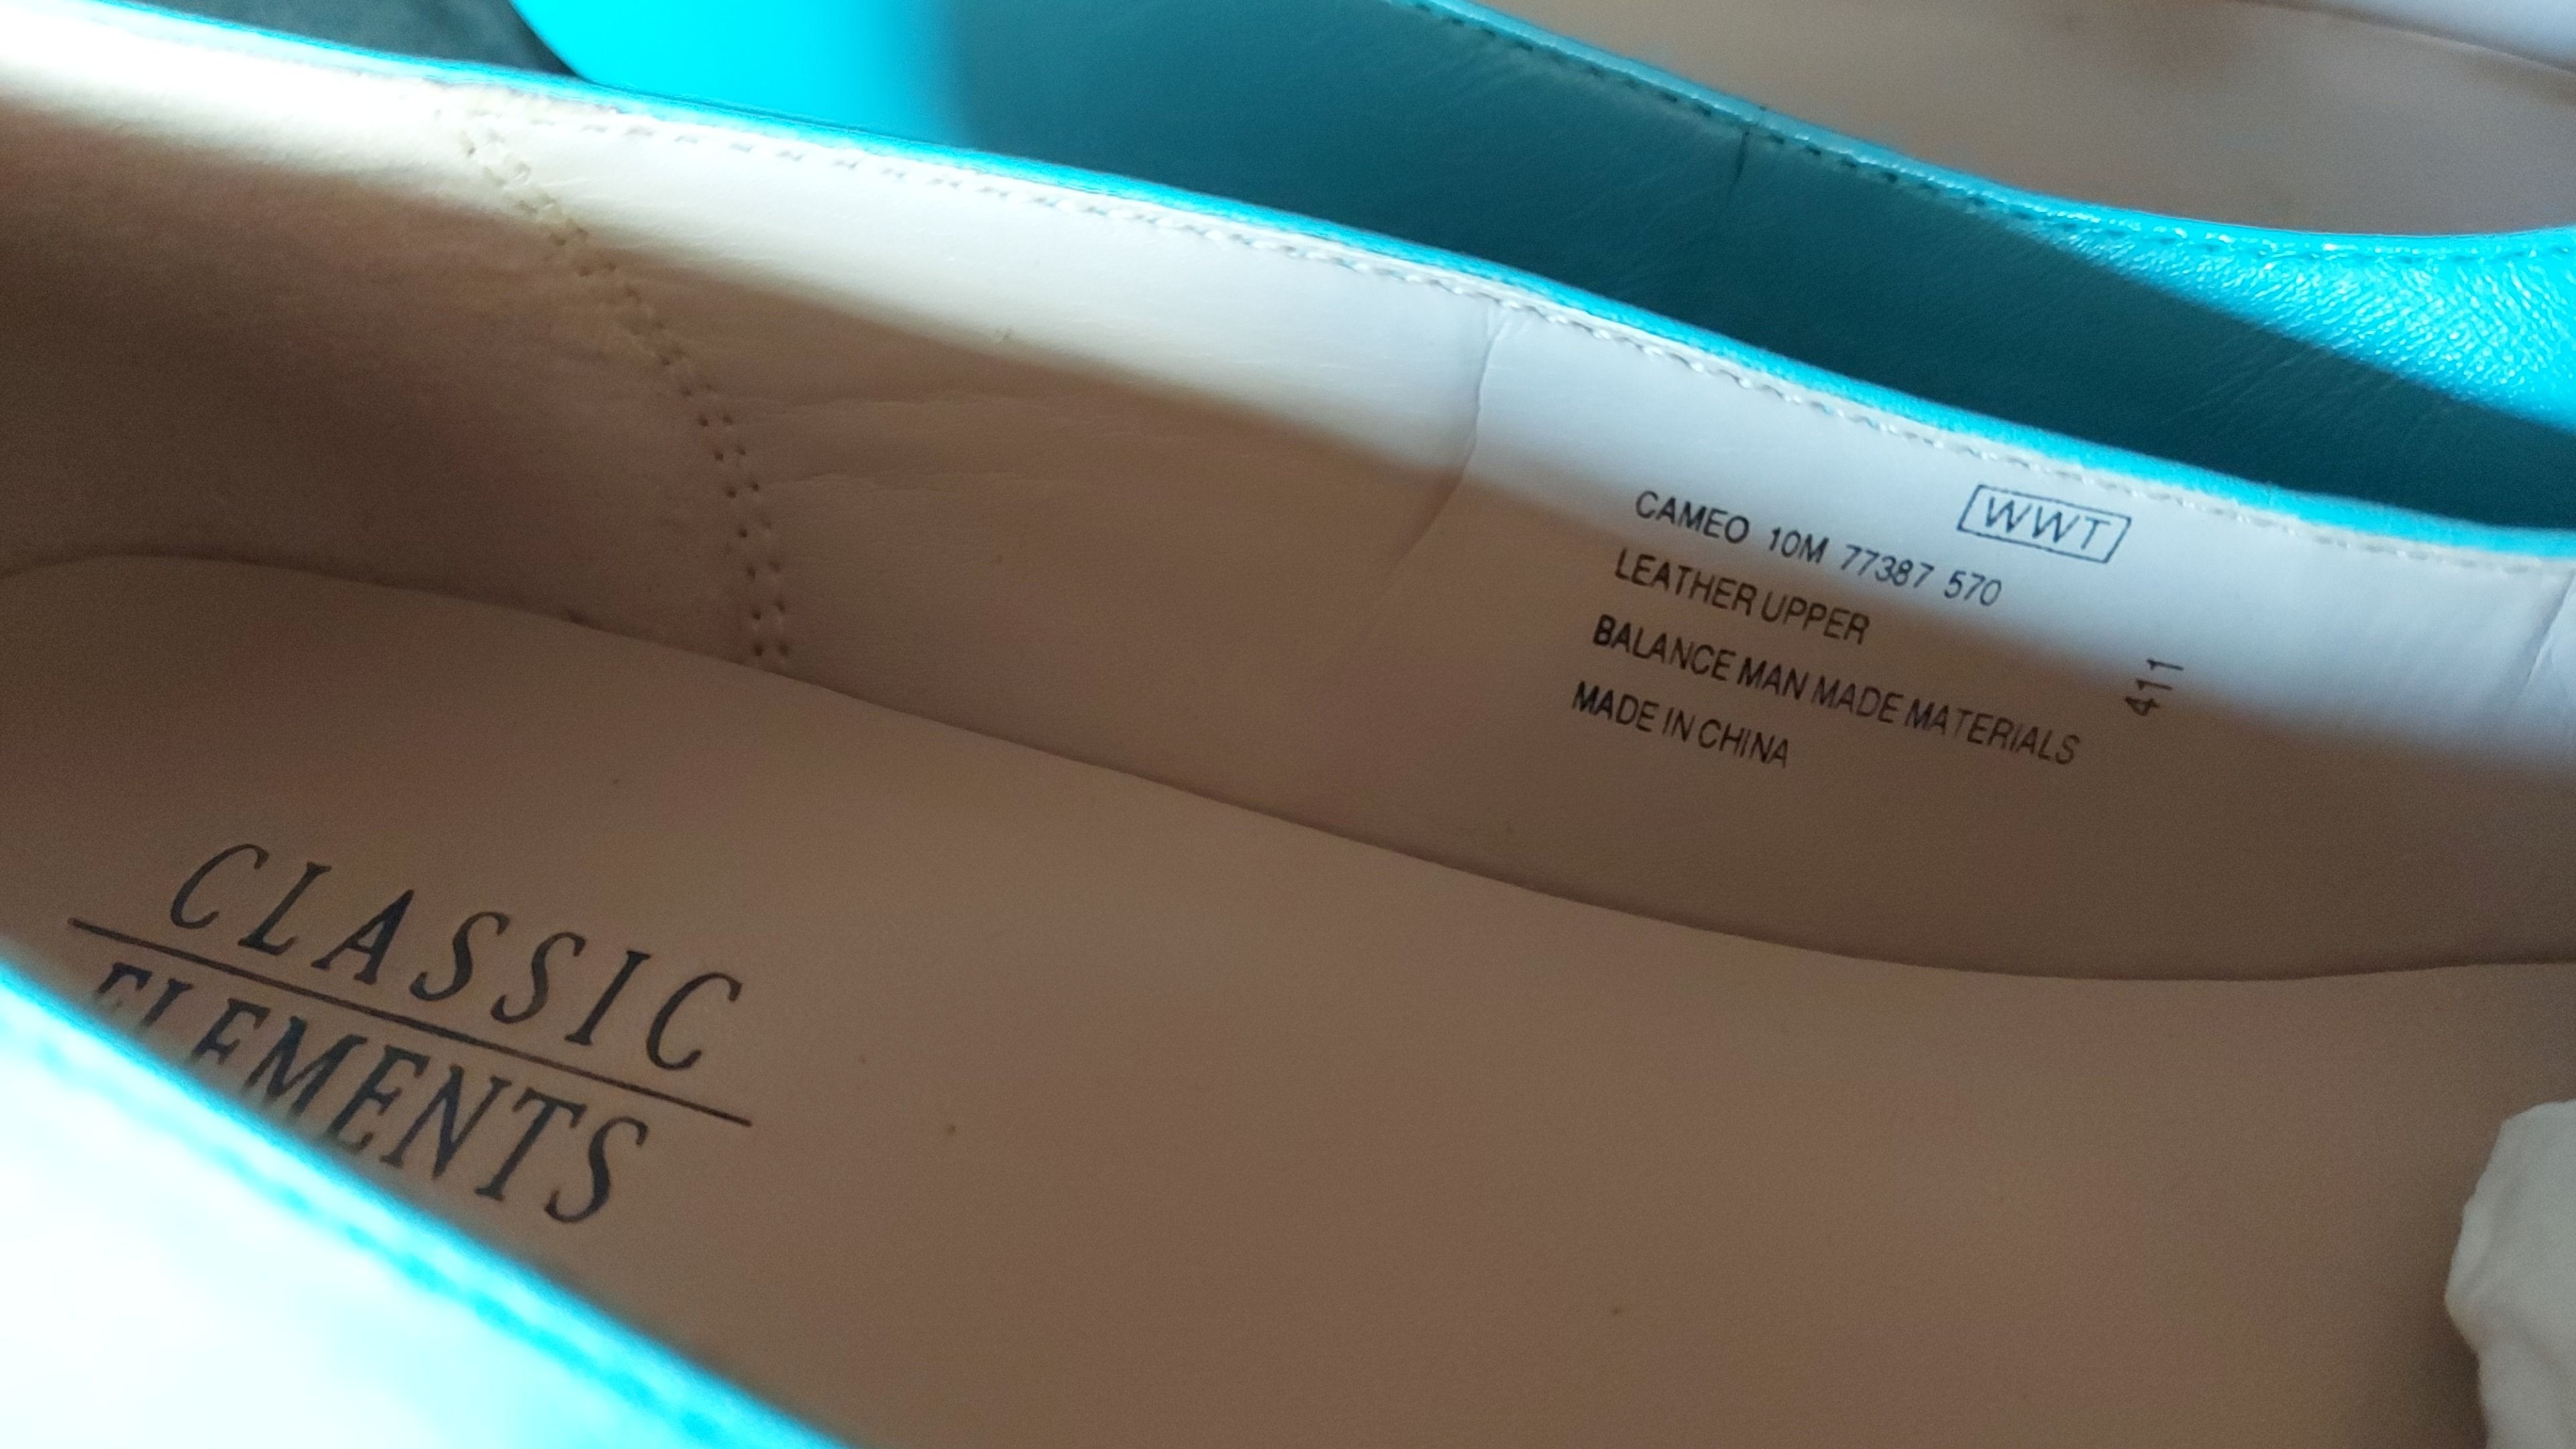 WWT
CAMEO 10M 77387 570
LEATHER UPPER
BALANCE MAN MADE MATERIALS
MADE IN CHINA
411
CLASSIC
ELEMENTS